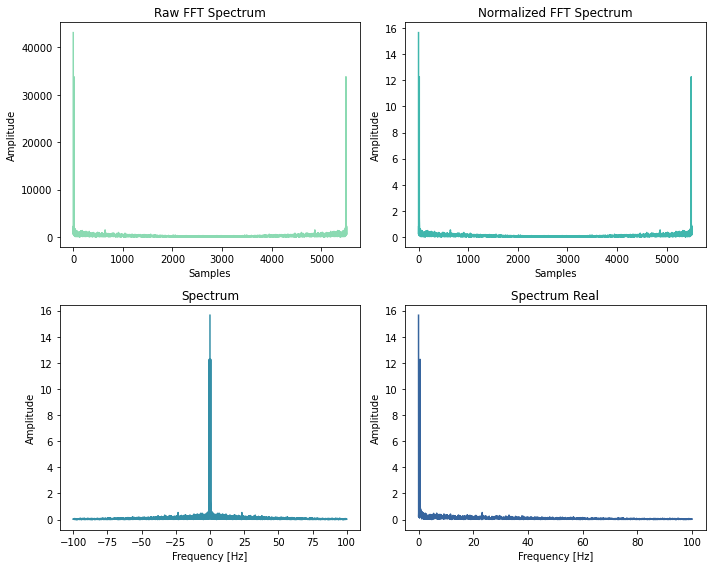 Raw FFT Spectrum
Amplitude
40000
30000
20000
10000
0
0 1000 2000 3000 4000 5000
Samples
Normalized FFT Spectrum
Amplitude
16
14
12
10
8
6
4
2
0
0 1000 2000 3000 4000 5000
Samples
Spectrum
Amplitude
16
14
12
10
8
6
4
2
0
−100 −75 −50 −25 0 25 50 75 100
Frequency [Hz]
Spectrum Real
Amplitude
16
14
12
10
8
6
4
2
0
0 20 40 60 80 100
Frequency [Hz]